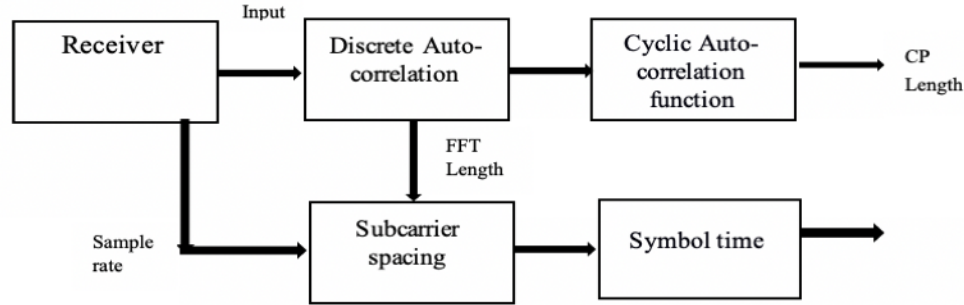 Input
Receiver
Discrete Auto-
correlation
Cyclic Auto-
correlation
function
CP
Length
FFT
Length
Sample
rate
Subcarrier
spacing
Symbol time